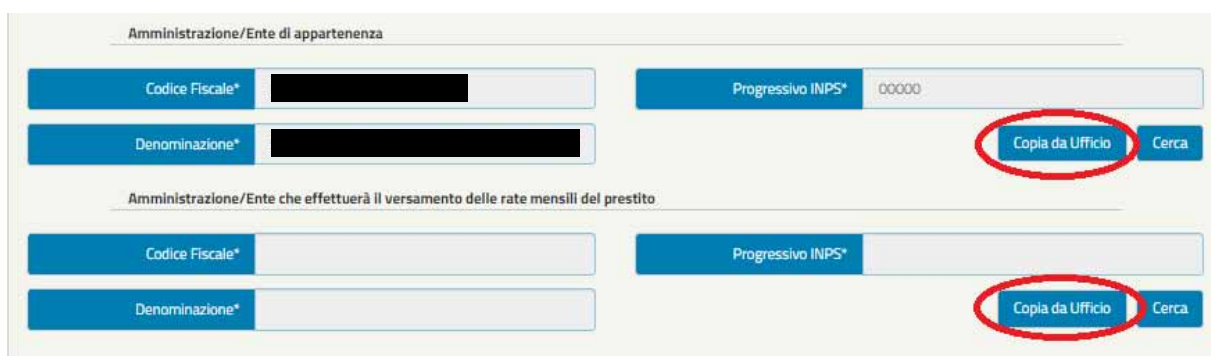 Amministrazione/Ente di appartenenza
Codice Fiscale* Progressivo INPS* 00000
Denominazione* Copia da Ufficio Cerca
Amministrazione/Ente che effettuerà il versamento delle rate mensili del prestito
Codice Fiscale* Progressivo INPS*
Denominazione* Copia da Ufficio Cerca